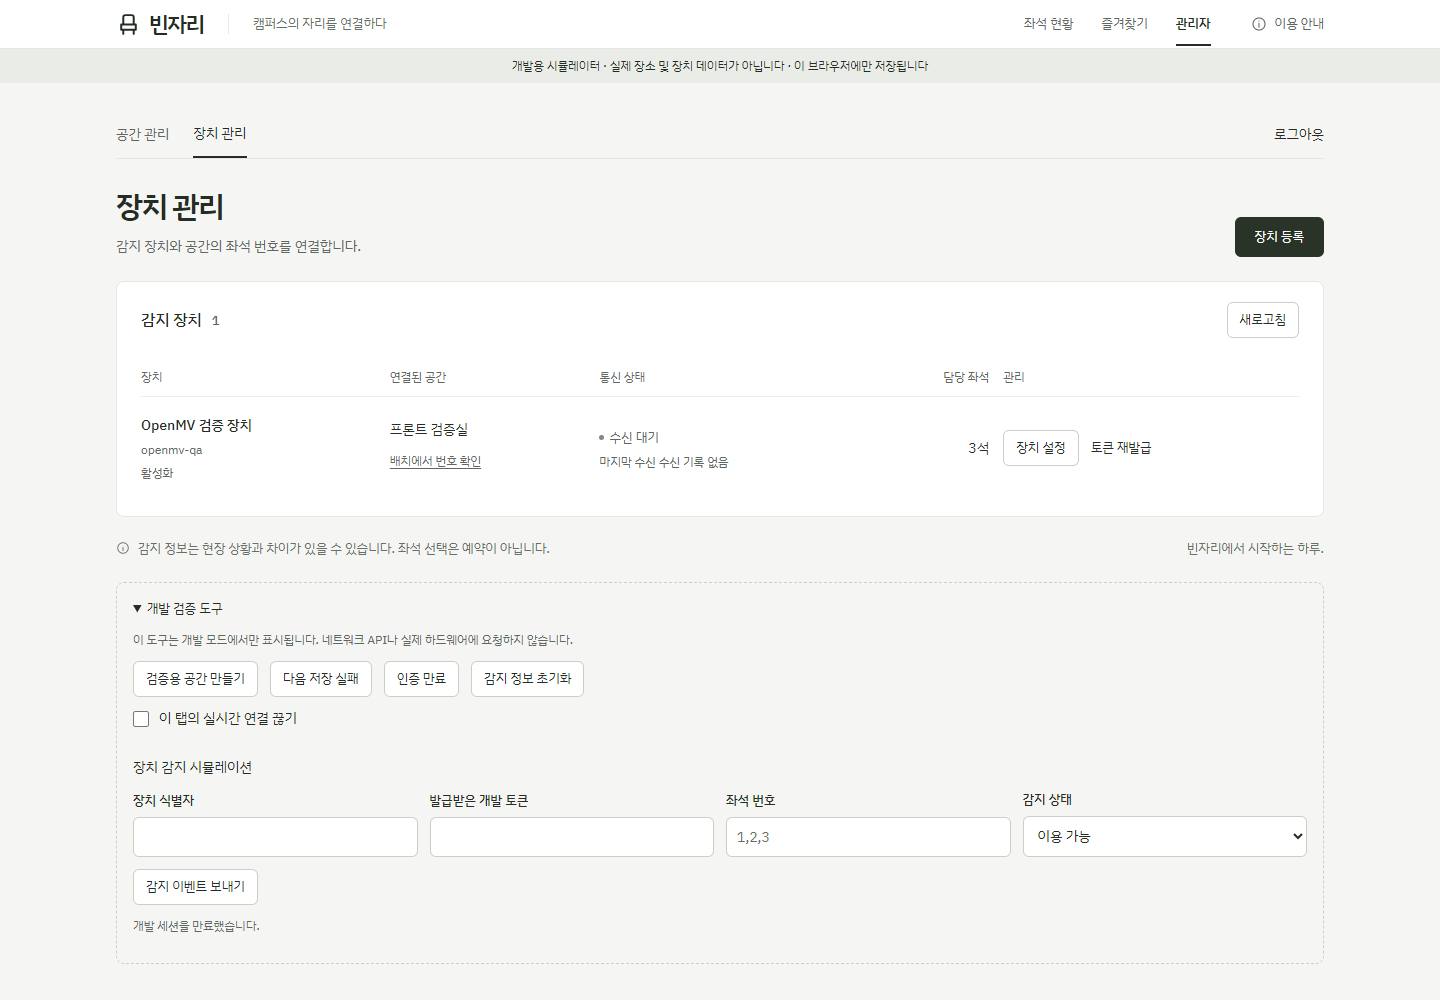 빈자리
캠퍼스의 자리를 연결하다
좌석 현황
즐겨찾기
관리자
이용 안내
개발용 시뮬레이터 · 실제 장소 및 장치 데이터가 아닙니다 · 이 브라우저에만 저장됩니다
공간 관리
장치 관리
로그아웃
장치 관리
감지 장치와 공간의 좌석 번호를 연결합니다.
장치 등록
감지 장치 1
새로고침
장치
연결된 공간
통신 상태
담당 좌석
관리
OpenMV 검증 장치
openmv-qa
활성화
프론트 검증실
배치에서 번호 확인
수신 대기
마지막 수신 수신 기록 없음
3석
장치 설정
토큰 재발급
감지 정보는 현장 상황과 차이가 있을 수 있습니다. 좌석 선택은 예약이 아닙니다.
빈자리에서 시작하는 하루.
▼ 개발 검증 도구
이 도구는 개발 모드에서만 표시됩니다. 네트워크 API나 실제 하드웨어에 요청하지 않습니다.
검증용 공간 만들기
다음 저장 실패
인증 만료
감지 정보 초기화
이 탭의 실시간 연결 끊기
장치 감지 시뮬레이션
장치 식별자
발급받은 개발 토큰
좌석 번호
감지 상태
1,2,3
이용 가능
감지 이벤트 보내기
개발 세션을 만료했습니다.